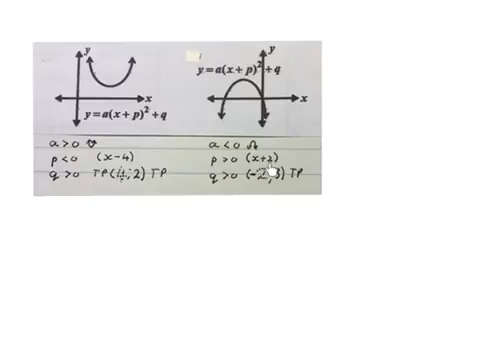 y
x
y = a(x + p)² + q
a > 0
p < 0 (x - 4)
q > 0 TP (4; 2) TP
y
y = a(x + p)² + q
x
a < 0
p > 0 (x+2)
q > 0 (-2; 3) TP